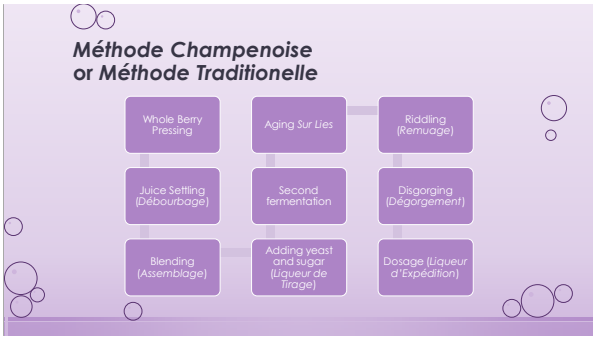 Méthode Champenoise
or Méthode Traditionelle
Whole Berry
Pressing
Juice Settling
(Débourbage)
Blending
(Assemblage)
Adding yeast
and sugar
(Liqueur de
Tirage)
Second
fermentation
Aging Sur Lies
Riddling
(Remuage)
Disgorging
(Dégorgement)
Dosage (Liqueur
d'Expédition)